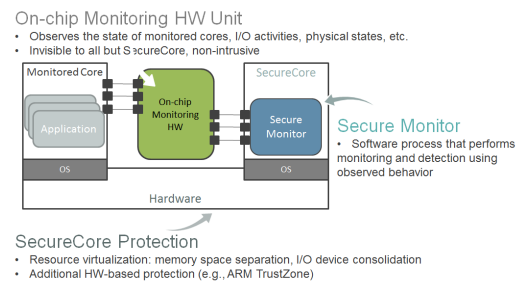 On-chip Monitoring HW Unit
• Observes the state of monitored cores, I/O activities, physical states, etc.
• Invisible to all but SecureCore, non-intrusive
Monitored Core
SecureCore
On-chip
Monitoring
HW
Application
Secure
Monitor
OS
OS
Hardware
Secure Monitor
• Software process that performs
monitoring and detection using
observed behavior
SecureCore Protection
• Resource virtualization: memory space separation, I/O device consolidation
• Additional HW-based protection (e.g., ARM TrustZone)